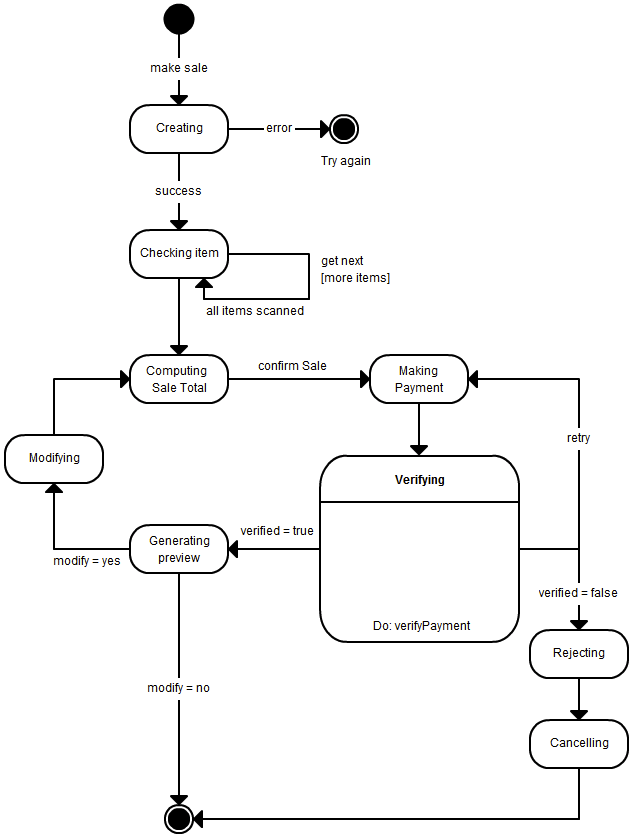 make sale
Creating
error
Try again
success
Checking item
get next
[more items]
all items scanned
Computing
Sale Total
confirm Sale
Making
Payment
retry
Modifying
Verifying
modify = yes
Generating
preview
verified = true
verified = false
Do: verifyPayment
Rejecting
modify = no
Cancelling